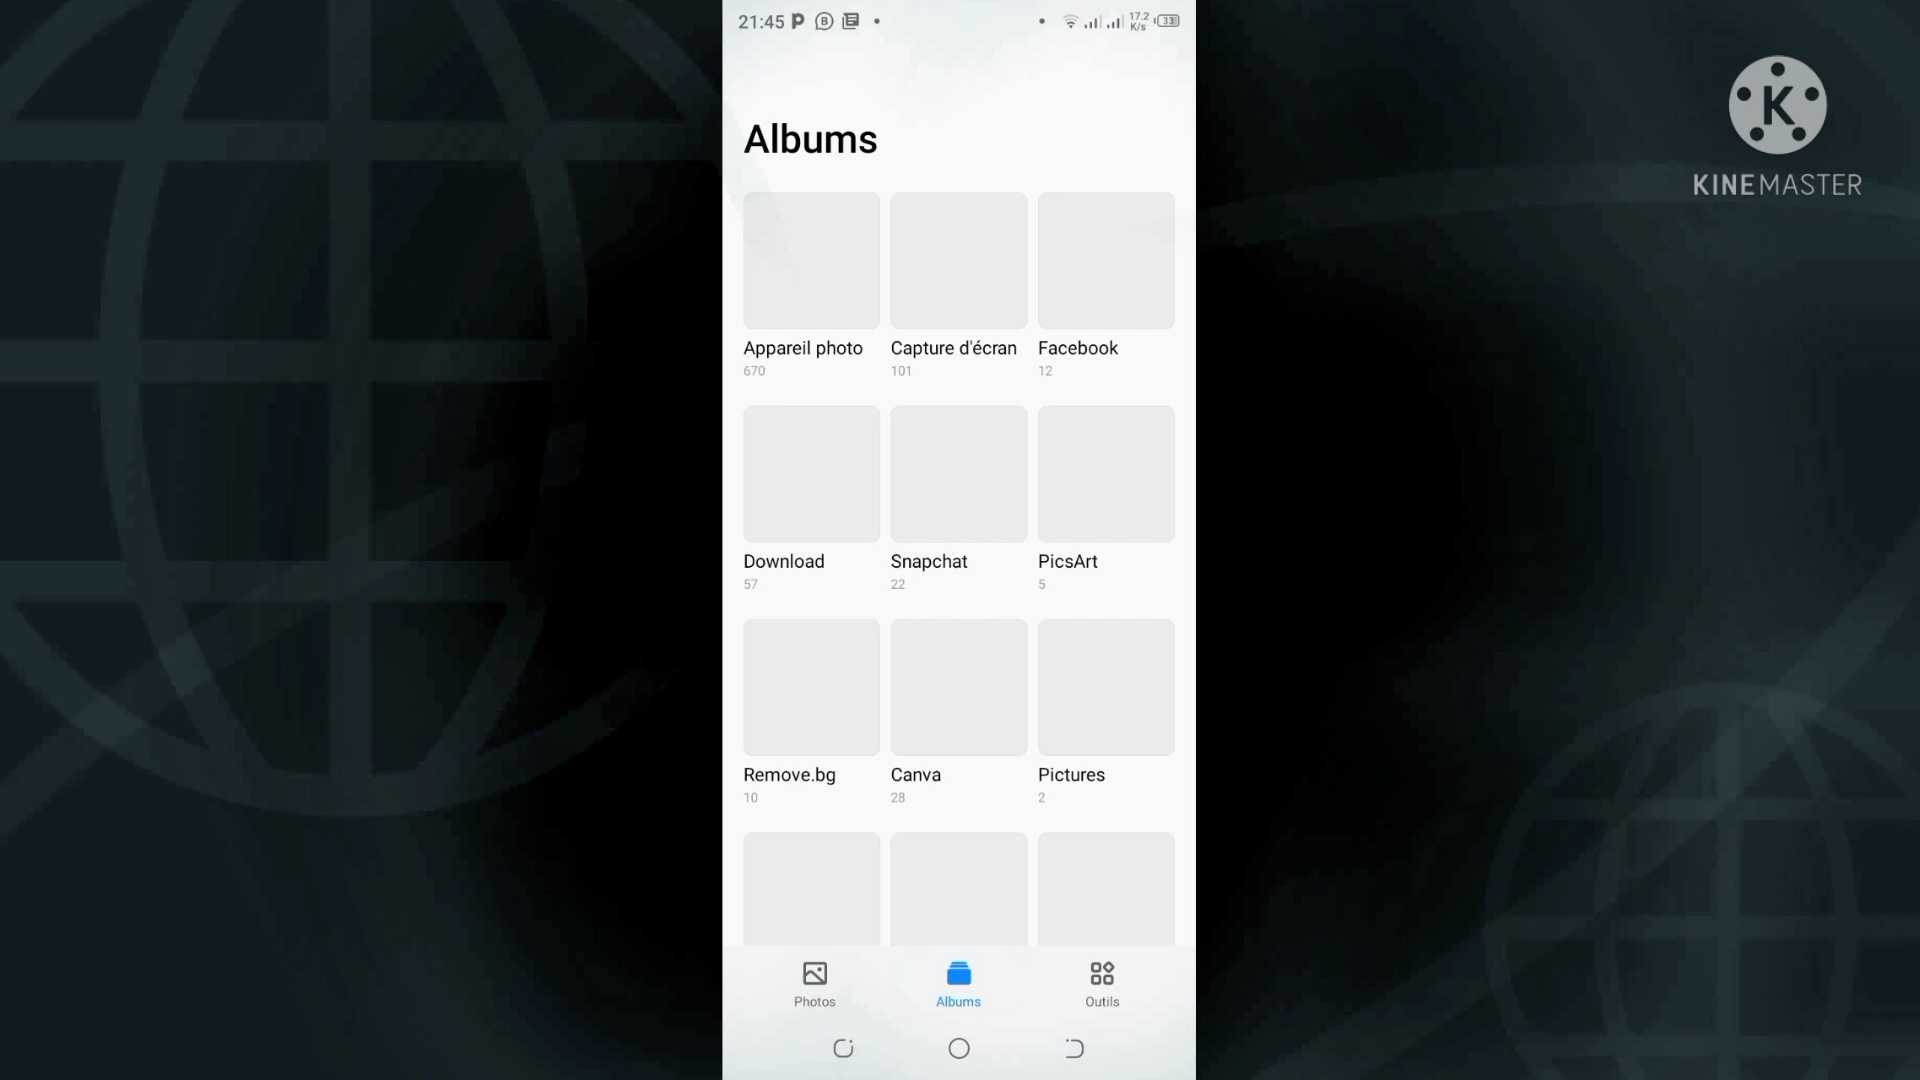 21:45
17.2 K/s
33
KINEMASTER
Albums
Appareil photo
670
Capture d'écran
101
Facebook
12
Download
57
Snapchat
22
PicsArt
5
Remove.bg
10
Canva
28
Pictures
2
Photos
Albums
Outils